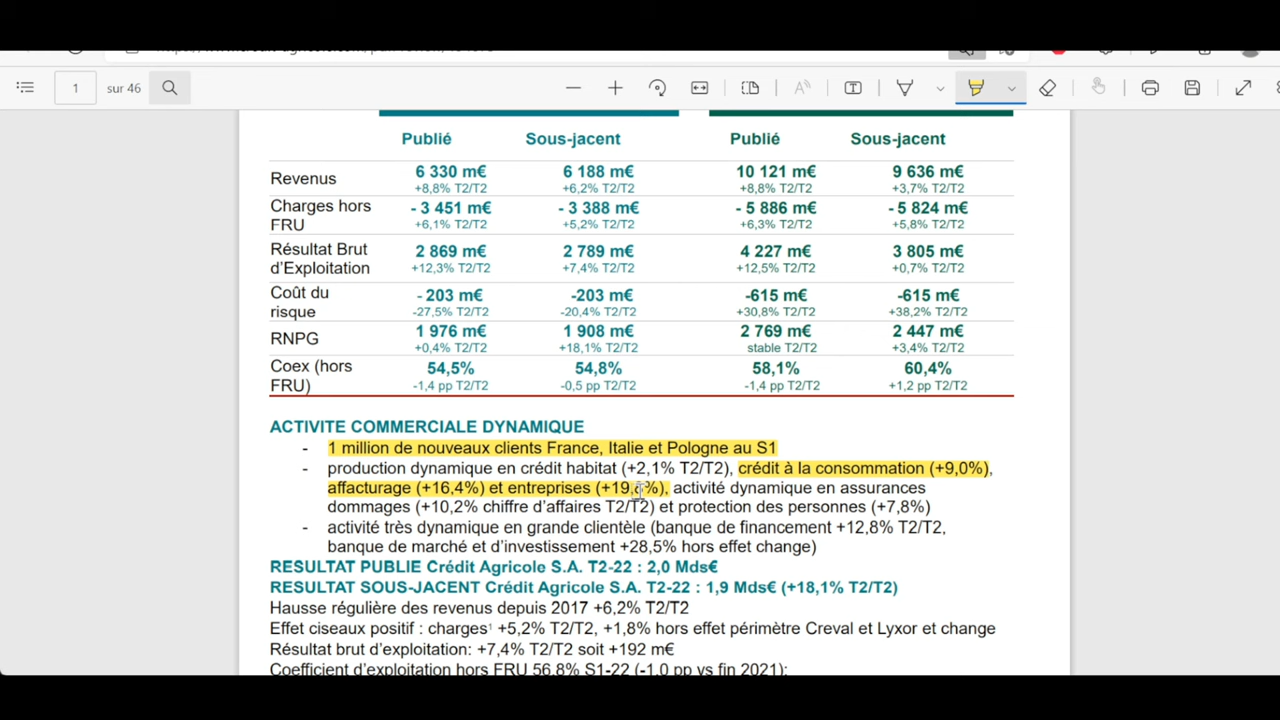 1 sur 46
Publié Sous-jacent Publié Sous-jacent
Revenus 6 330 m€ 6 188 m€ 10 121 m€ 9 636 m€
+8,8% T2/T2 +6,2% T2/T2 +8,8% T2/T2 +3,7% T2/T2
Charges hors - 3 451 m€ - 3 388 m€ - 5 886 m€ - 5 824 m€
FRU +6,1% T2/T2 +5,2% T2/T2 +6,3% T2/T2 +5,8% T2/T2
Résultat Brut 2 869 m€ 2 789 m€ 4 227 m€ 3 805 m€
d'Exploitation +12,3% T2/T2 +7,4% T2/T2 +12,5% T2/T2 +0,7% T2/T2
Coût du - 203 m€ -203 m€ -615 m€ -615 m€
risque -27,5% T2/T2 -20,4% T2/T2 +30,8% T2/T2 +38,2% T2/T2
RNPG 1 976 m€ 1 908 m€ 2 769 m€ 2 447 m€
+0,4% T2/T2 +18,1% T2/T2 stable T2/T2 +3,4% T2/T2
Coex (hors 54,5% 54,8% 58,1% 60,4%
FRU) -1,4 pp T2/T2 -0,5 pp T2/T2 -1,4 pp T2/T2 +1,2 pp T2/T2
ACTIVITE COMMERCIALE DYNAMIQUE
- 1 million de nouveaux clients France, Italie et Pologne au S1
- production dynamique en crédit habitat (+2,1% T2/T2), crédit à la consommation (+9,0%),
affacturage (+16,4%) et entreprises activité dynamique en assurances
dommages (+10,2% chiffre d'affaires T2/T2) et protection des personnes (+7,8%)
- activité très dynamique en grande clientèle (banque de financement +12,8% T2/T2,
banque de marché et d'investissement +28,5% hors effet change)
RESULTAT PUBLIE Crédit Agricole S.A. T2-22 : 2,0 Mds€
RESULTAT SOUS-JACENT Crédit Agricole S.A. T2-22 : 1,9 Mds€ (+18,1% T2/T2)
Hausse régulière des revenus depuis 2017 +6,2% T2/T2
Effet ciseaux positif : charges¹ +5,2% T2/T2, +1,8% hors effet périmètre Creval et Lyxor et change
Résultat brut d'exploitation: +7,4% T2/T2 soit +192 m€
Coefficient d'exploitation hors FRU 56,8% S1-22 (-1,0 pp vs fin 2021);